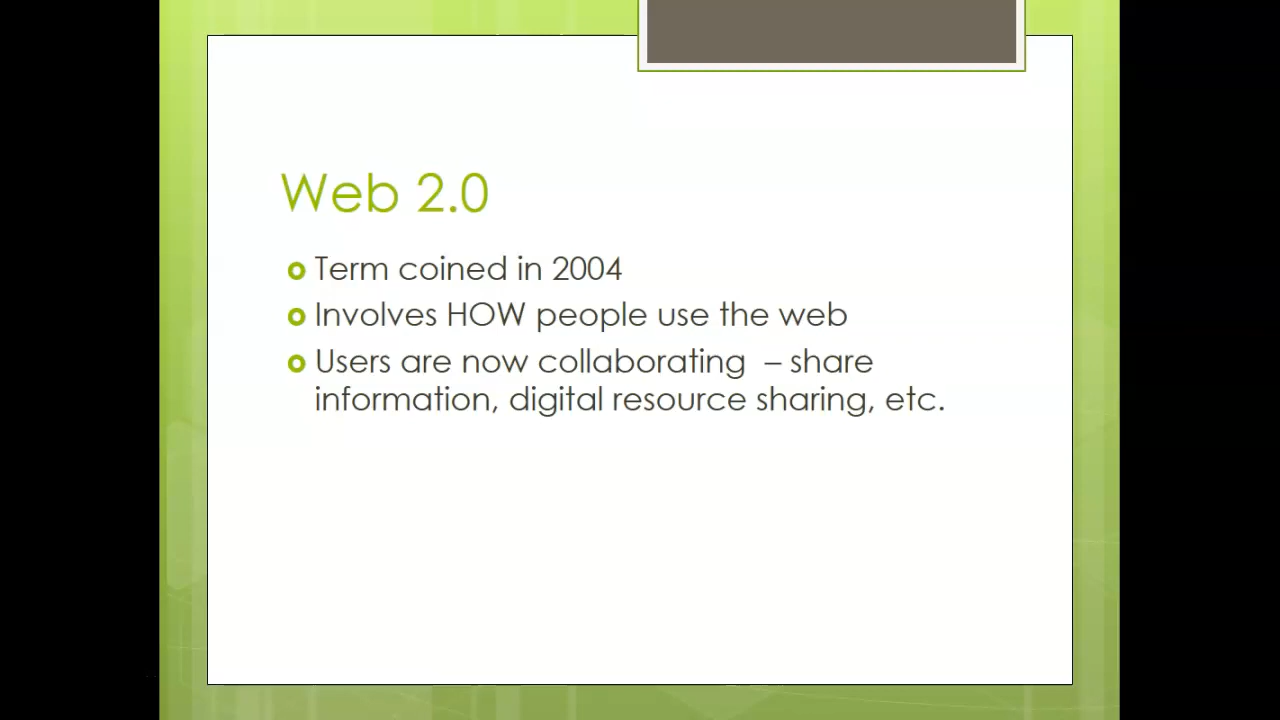 Web 2.0
Term coined in 2004
Involves HOW people use the web
Users are now collaborating – share
information, digital resource sharing, etc.